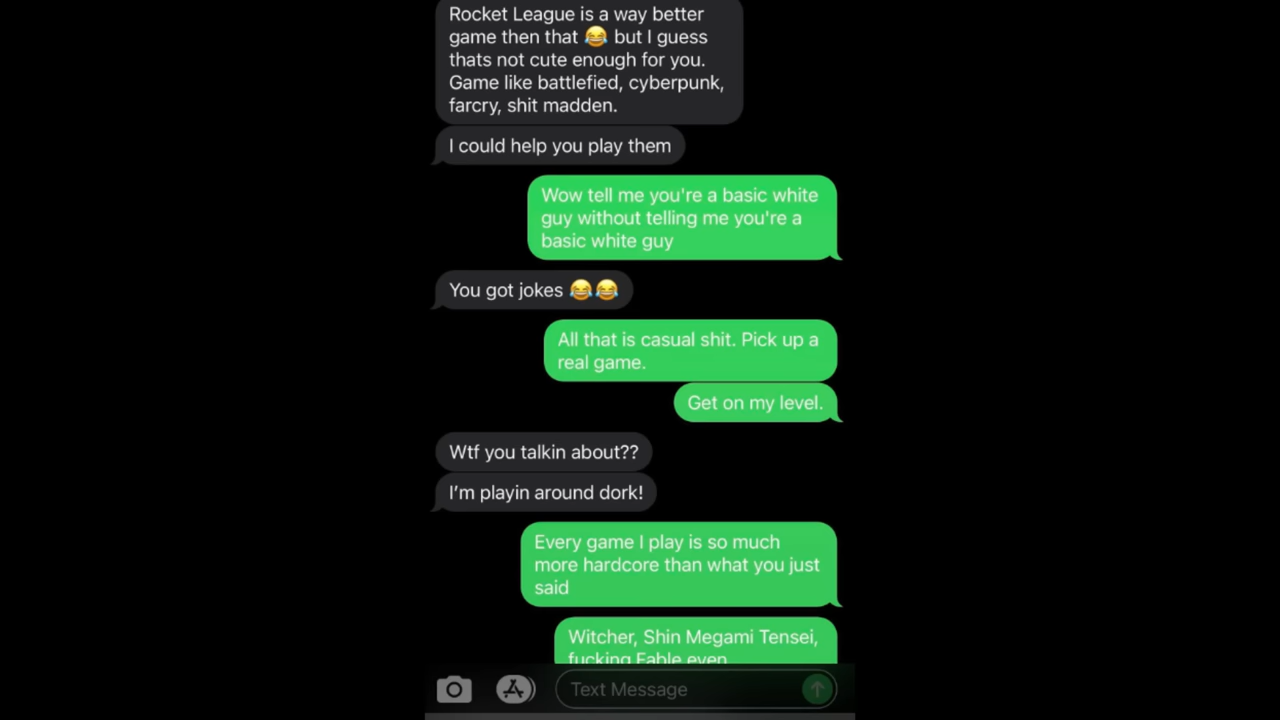 Rocket League is a way better
game then that 😂 but I guess
thats not cute enough for you.
Game like battlefied, cyberpunk,
farcry, shit madden.
I could help you play them
Wow tell me you're a basic white
guy without telling me you're a
basic white guy
You got jokes 😂😂
All that is casual shit. Pick up a
real game.
Get on my level.
Wtf you talkin about??
I'm playin around dork!
Every game I play is so much
more hardcore than what you just
said
Witcher, Shin Megami Tensei,
fucking Fable even
Text Message